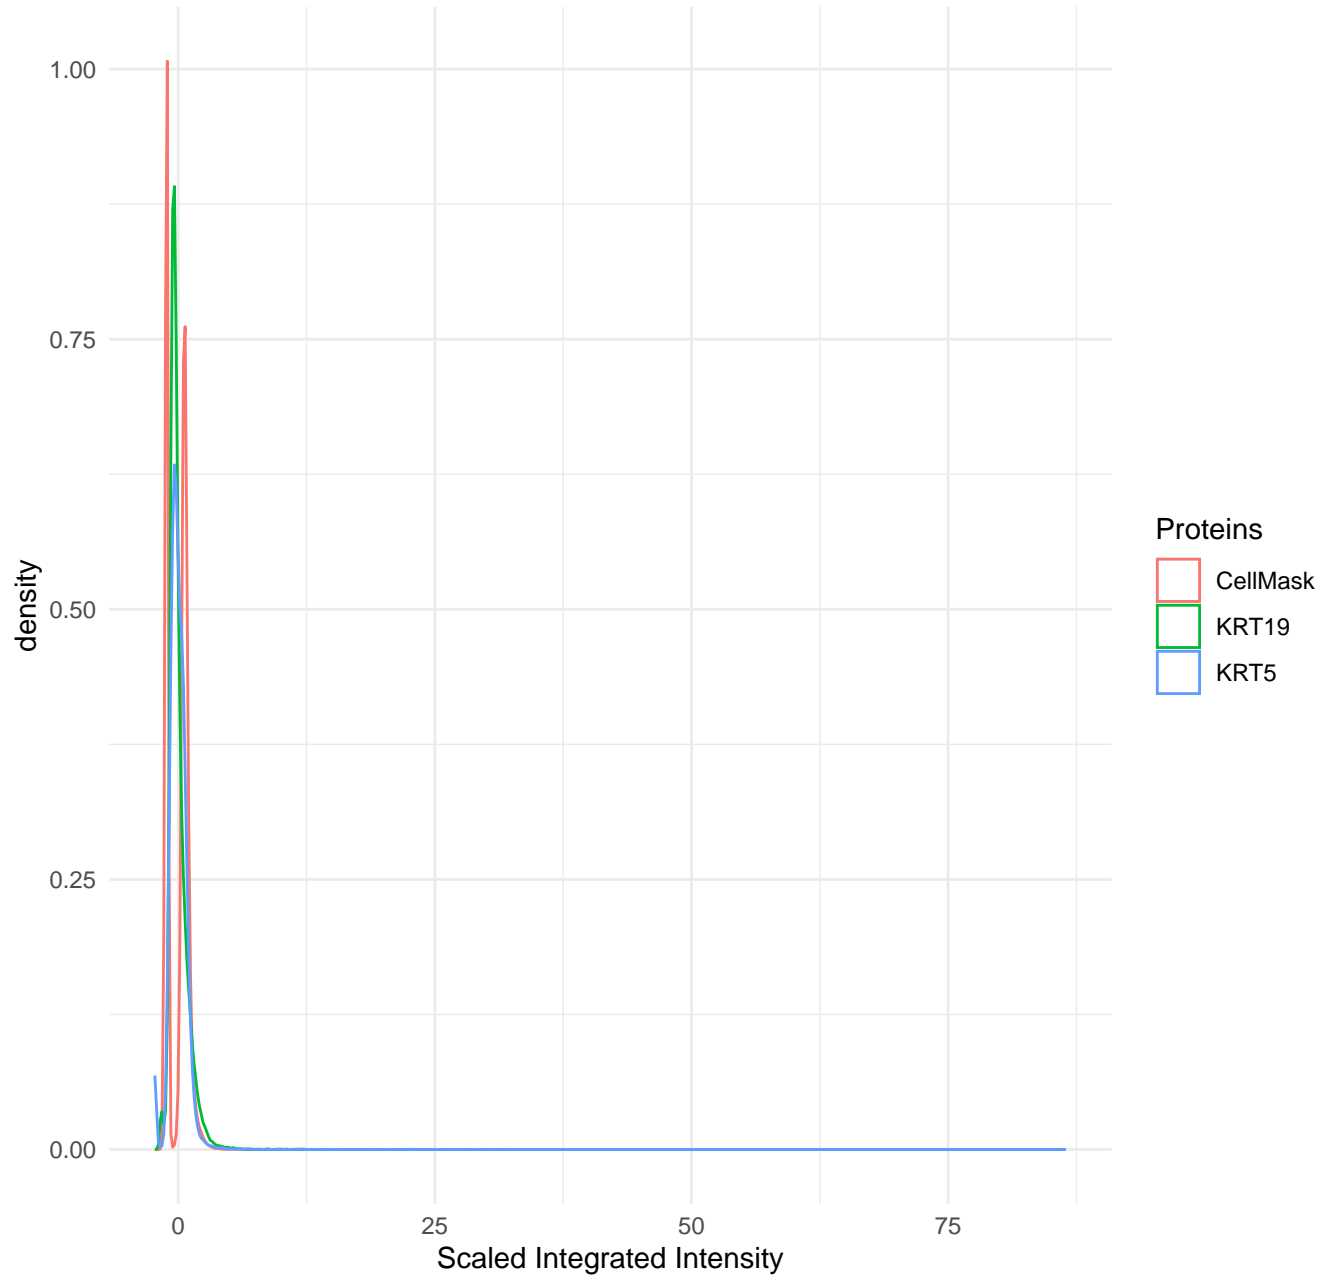 1.00
0.75
0.50
0.25
0.00
density
0 25 50 75
Scaled Integrated Intensity
Proteins
CellMask
KRT19
KRT5